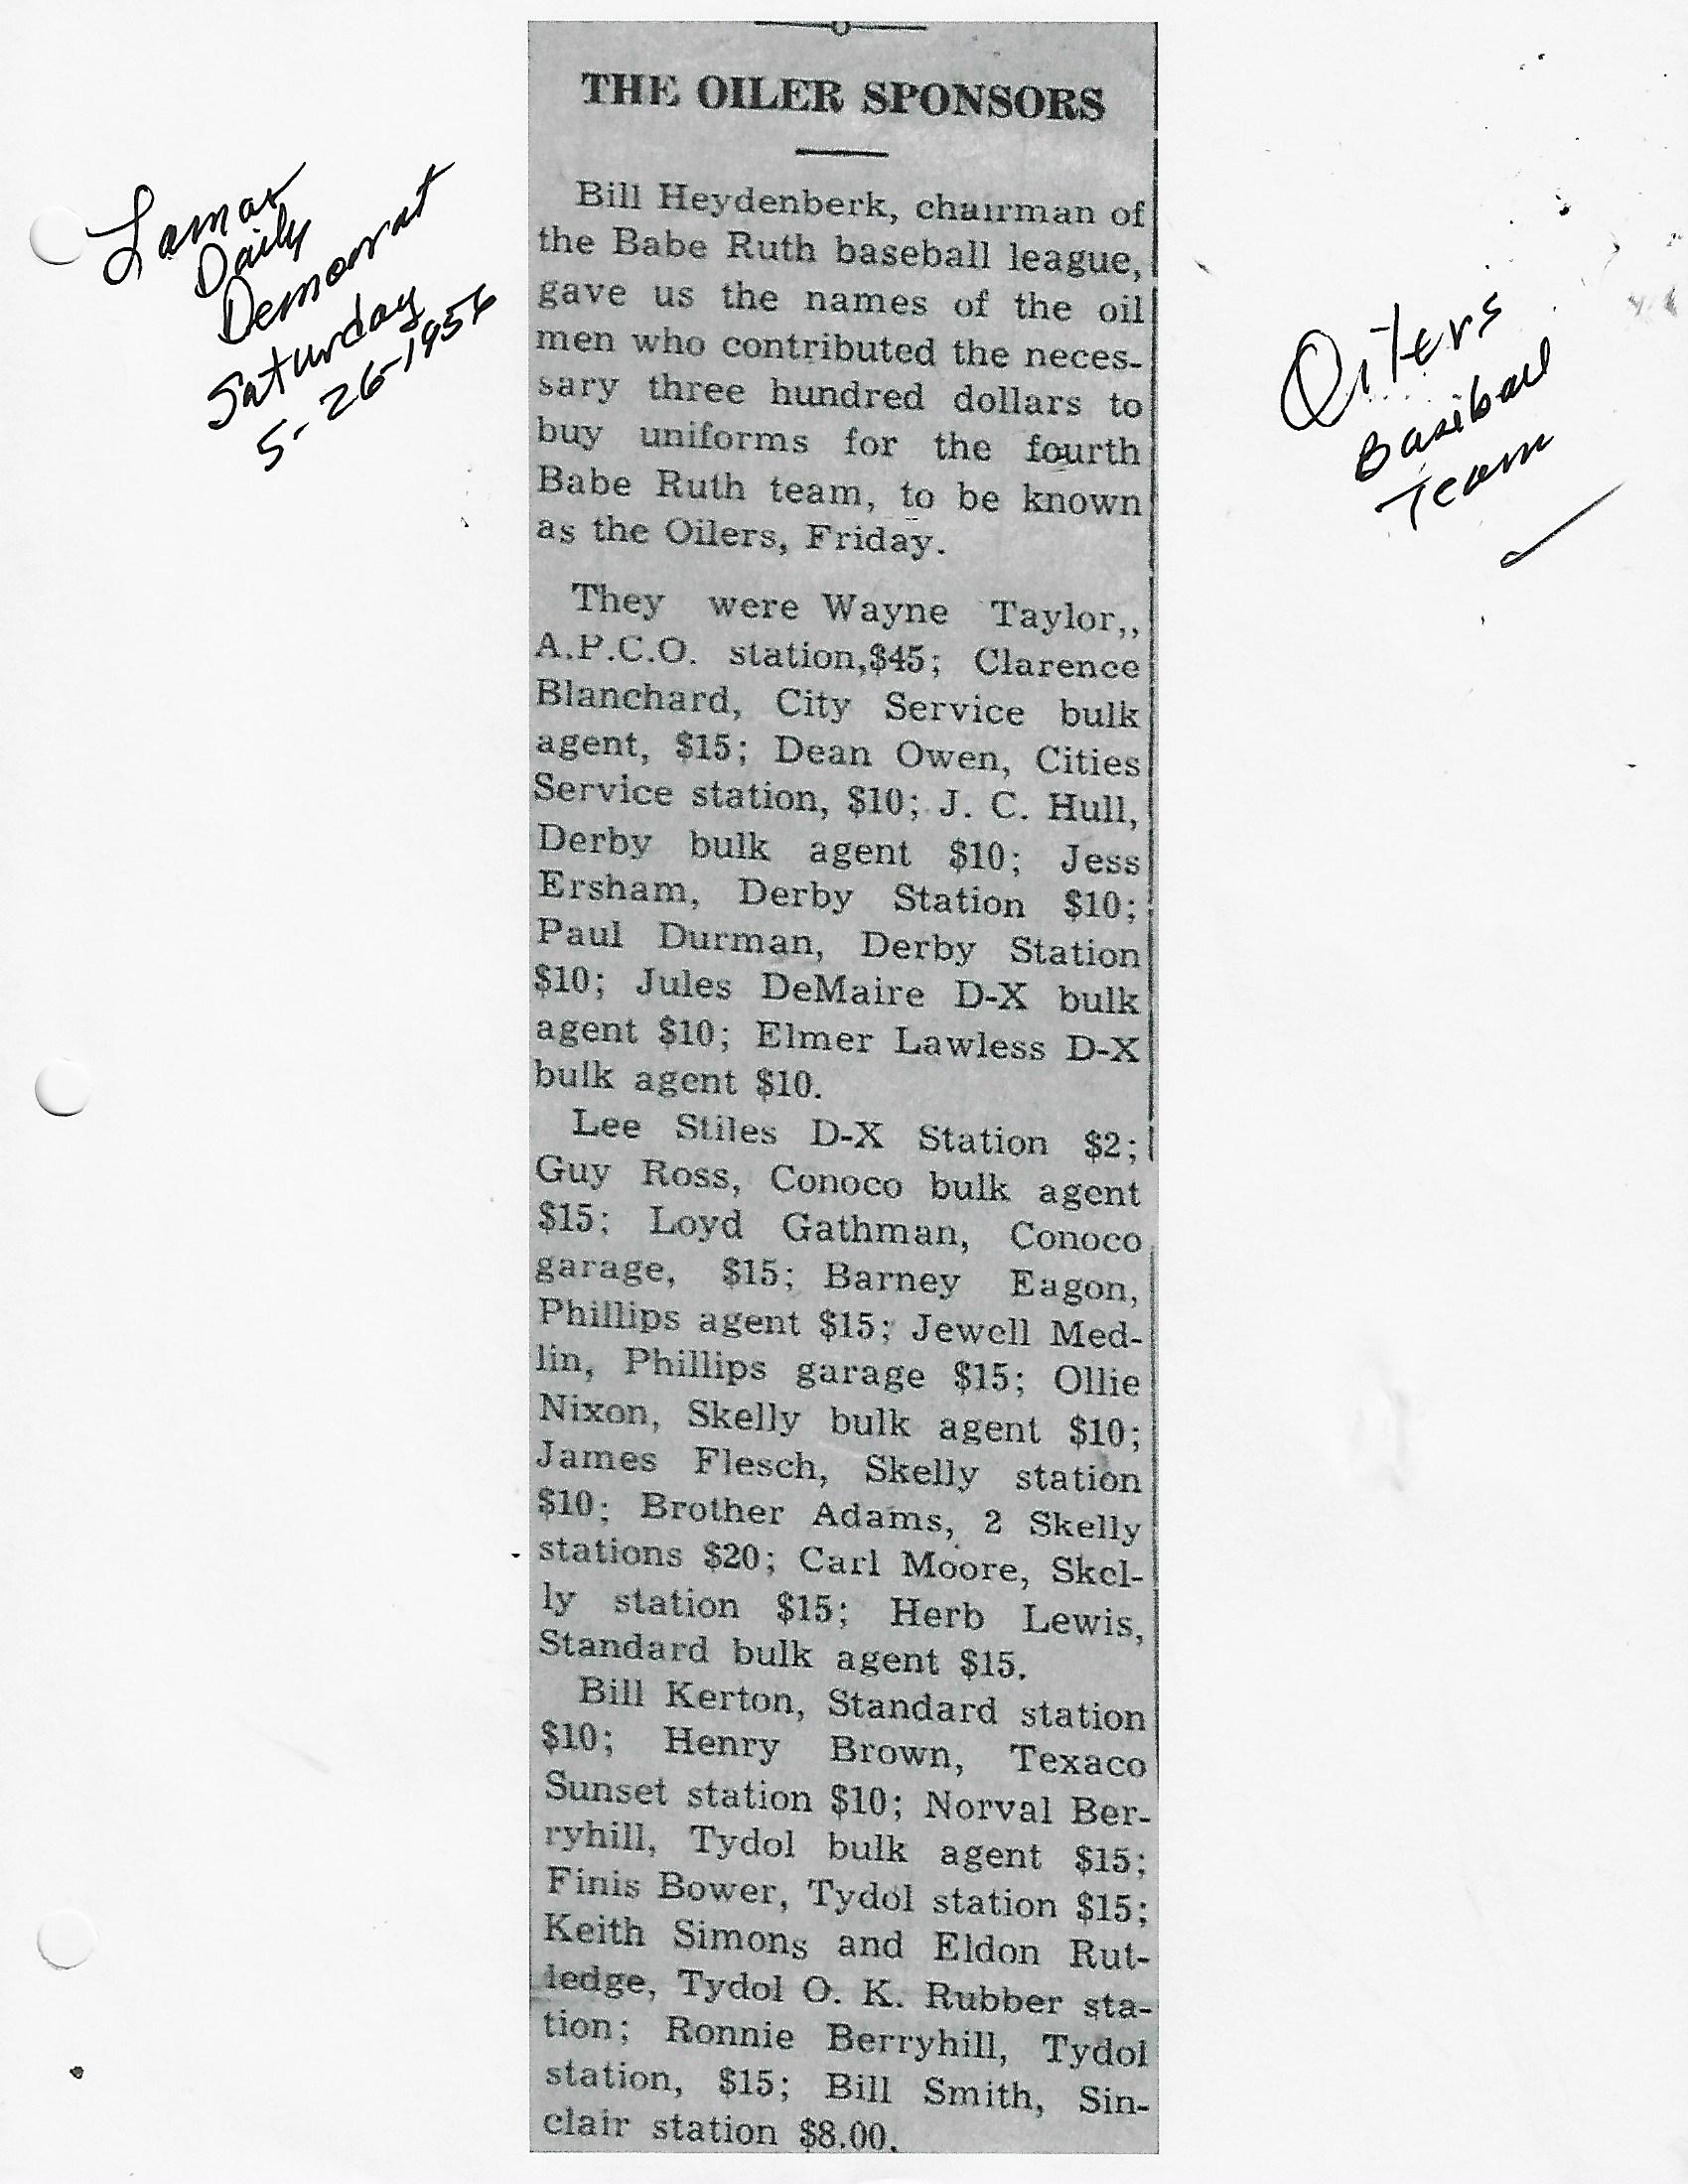 Lamar
Daily
Democrat
Saturday
5-26-1956
Oilers
Baseball
Team
THE OILER SPONSORS
Bill Heydenberk, chairman of
the Babe Ruth baseball league,
gave us the names of the oil
men who contributed the neces-
sary three hundred dollars to
buy uniforms for the fourth
Babe Ruth team, to be known
as the Oilers, Friday.
They were Wayne Taylor,,
A.P.C.O. station,$45; Clarence
Blanchard, City Service bulk
agent, $15; Dean Owen, Cities
Service station, $10; J. C. Hull,
Derby bulk agent $10; Jess
Ersham, Derby Station $10;
Paul Durman, Derby Station
$10; Jules DeMaire D-X bulk
agent $10; Elmer Lawless D-X
bulk agent $10.
Lee Stiles D-X Station $2;
Guy Ross, Conoco bulk agent
$15; Loyd Gathman, Conoco
garage, $15; Barney Eagon,
Phillips agent $15; Jewell Med-
lin, Phillips garage $15; Ollie
Nixon, Skelly bulk agent $10;
James Flesch, Skelly station
$10; Brother Adams, 2 Skelly
stations $20; Carl Moore, Skel-
ly station $15; Herb Lewis,
Standard bulk agent $15.
Bill Kerton, Standard station
$10; Henry Brown, Texaco
Sunset station $10; Norval Ber-
ryhill, Tydol bulk agent $15;
Finis Bower, Tydol station $15;
Keith Simons and Eldon Rut-
ledge, Tydol O. K. Rubber sta-
tion; Ronnie Berryhill, Tydol
station, $15; Bill Smith, Sin-
clair station $8.00.